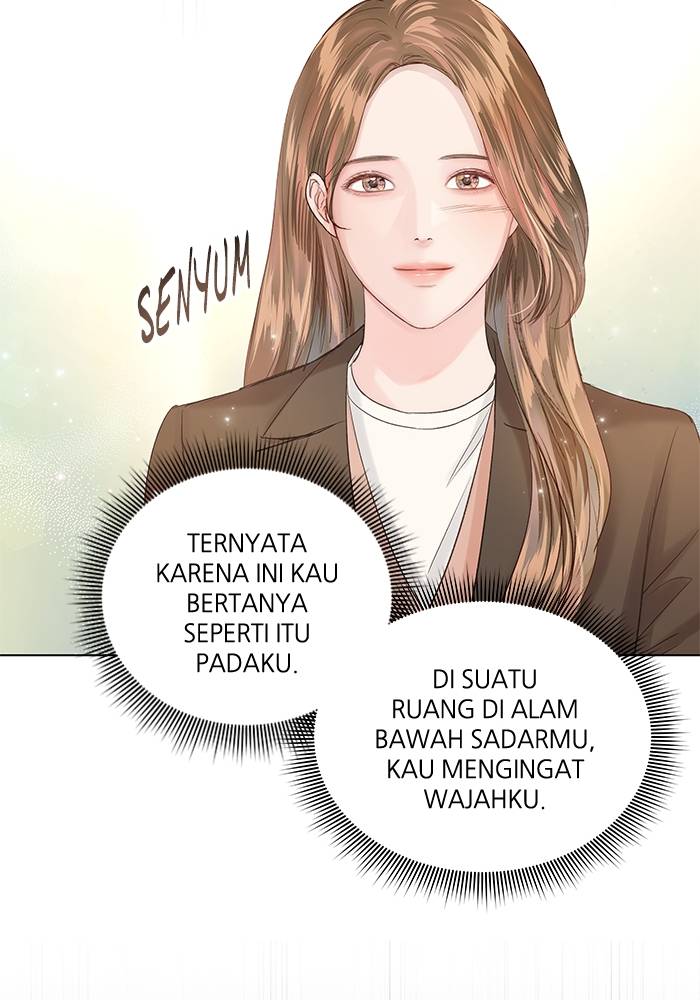 SENYUM
TERNYATA
KARENA INI KAU
BERTANYA
SEPERTI ITU
PADAKU.
DI SUATU
RUANG DI ALAM
BAWAH SADARMU,
KAU MENGINGAT
WAJAHKU.